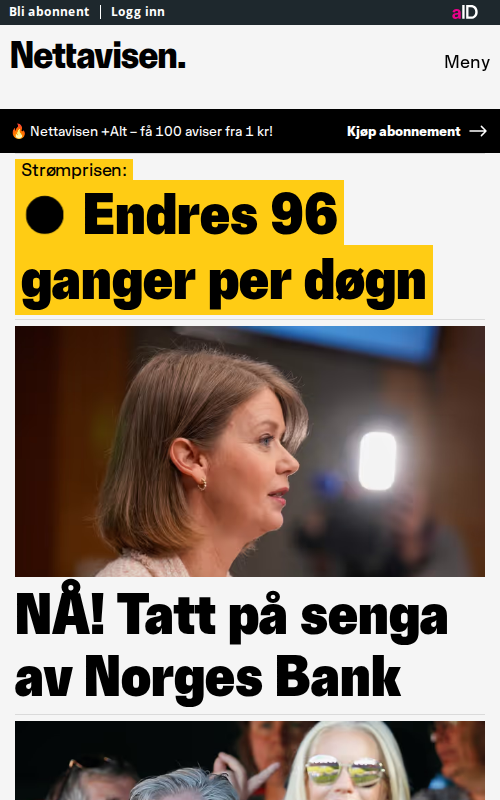 Bli abonnent
Logg inn
aID
Nettavisen.
Meny
🔥 Nettavisen +Alt – få 100 aviser fra 1 kr!
Kjøp abonnement →
Strømprisen:
● Endres 96
ganger per døgn
NÅ! Tatt på senga
av Norges Bank